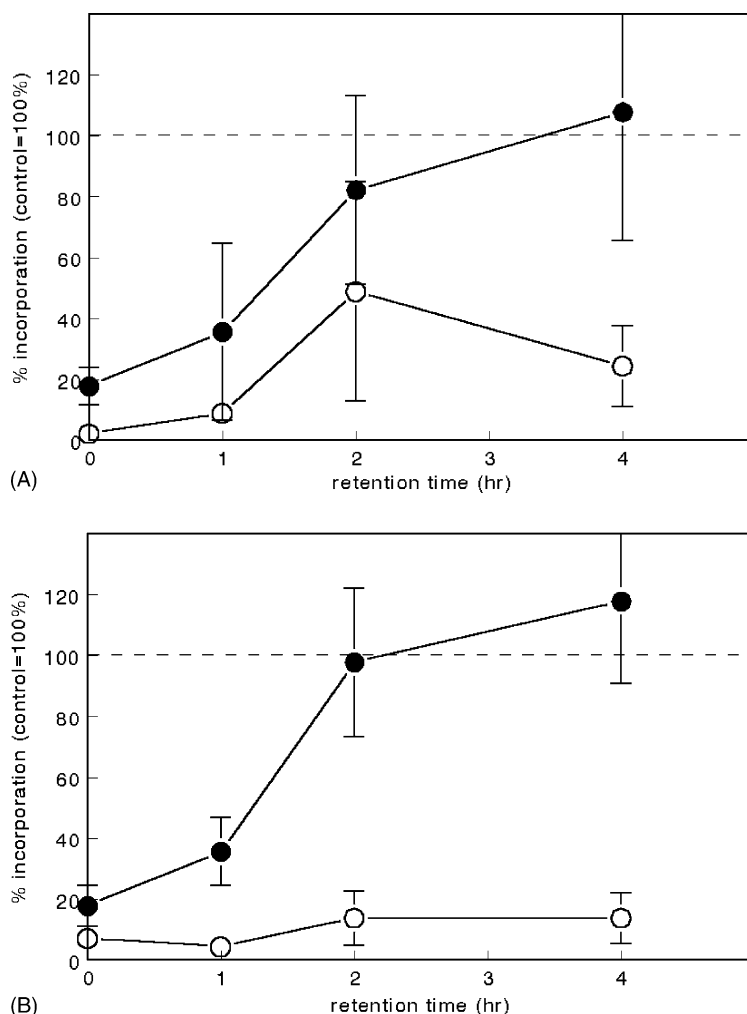 120
100
80
60
40
20
0
% incorporation (control=100%)
0 1 2 3 4
retention time (hr)
(A)
120
100
80
60
40
20
0
% incorporation (control=100%)
0 1 2 3 4
retention time (hr)
(B)